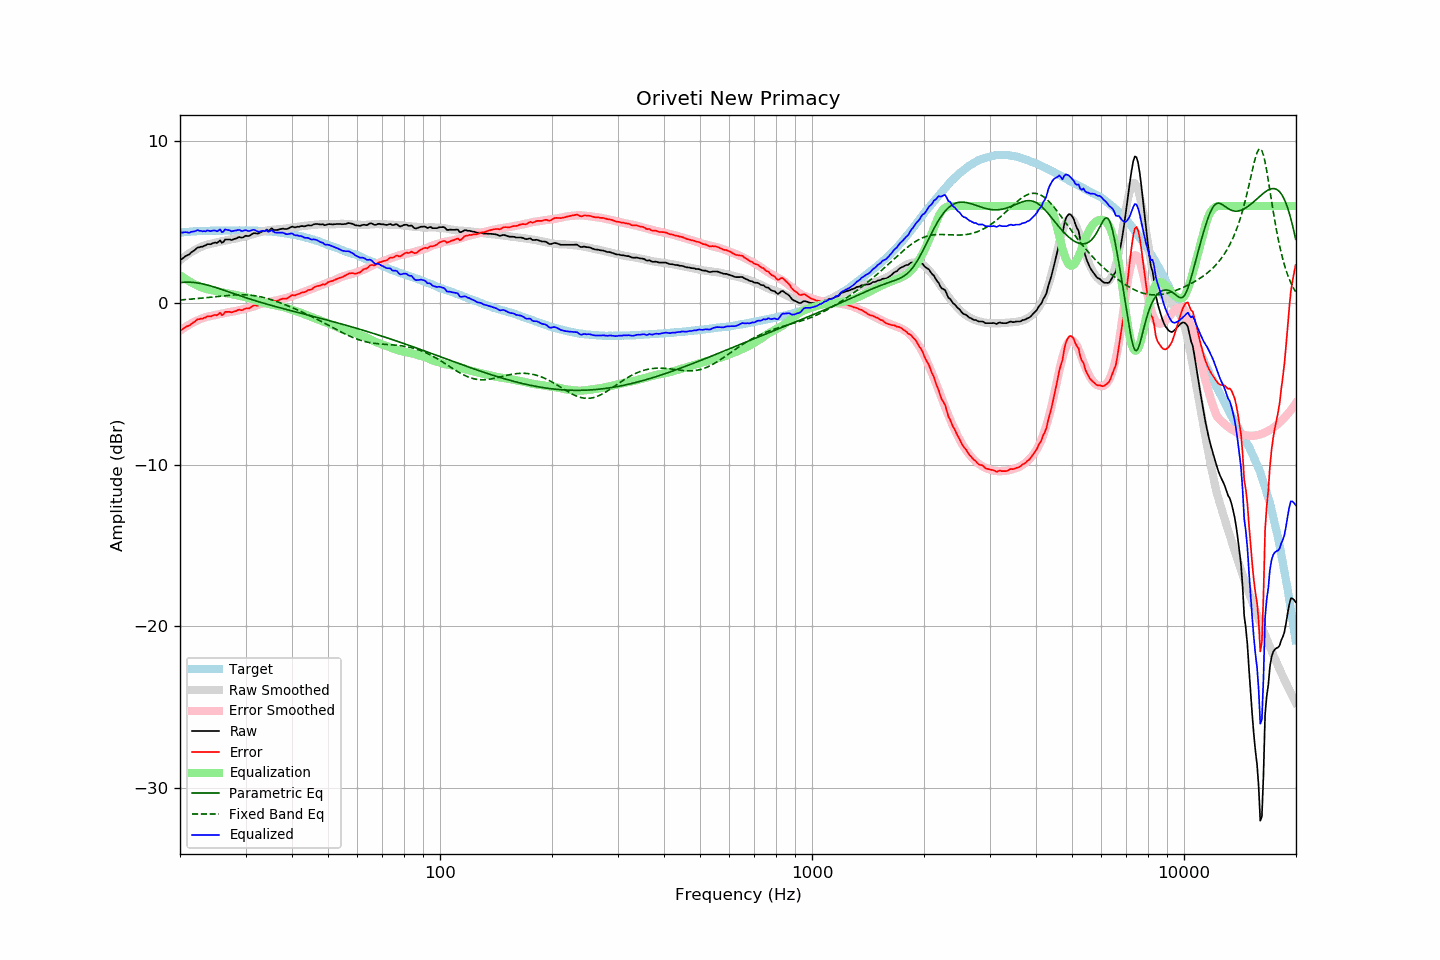 Oriveti New Primacy
Amplitude (dBr)
10
0
−10
−20
−30
Target
Raw Smoothed
Error Smoothed
Raw
Error
Equalization
Parametric Eq
Fixed Band Eq
Equalized
100
1000
10000
Frequency (Hz)